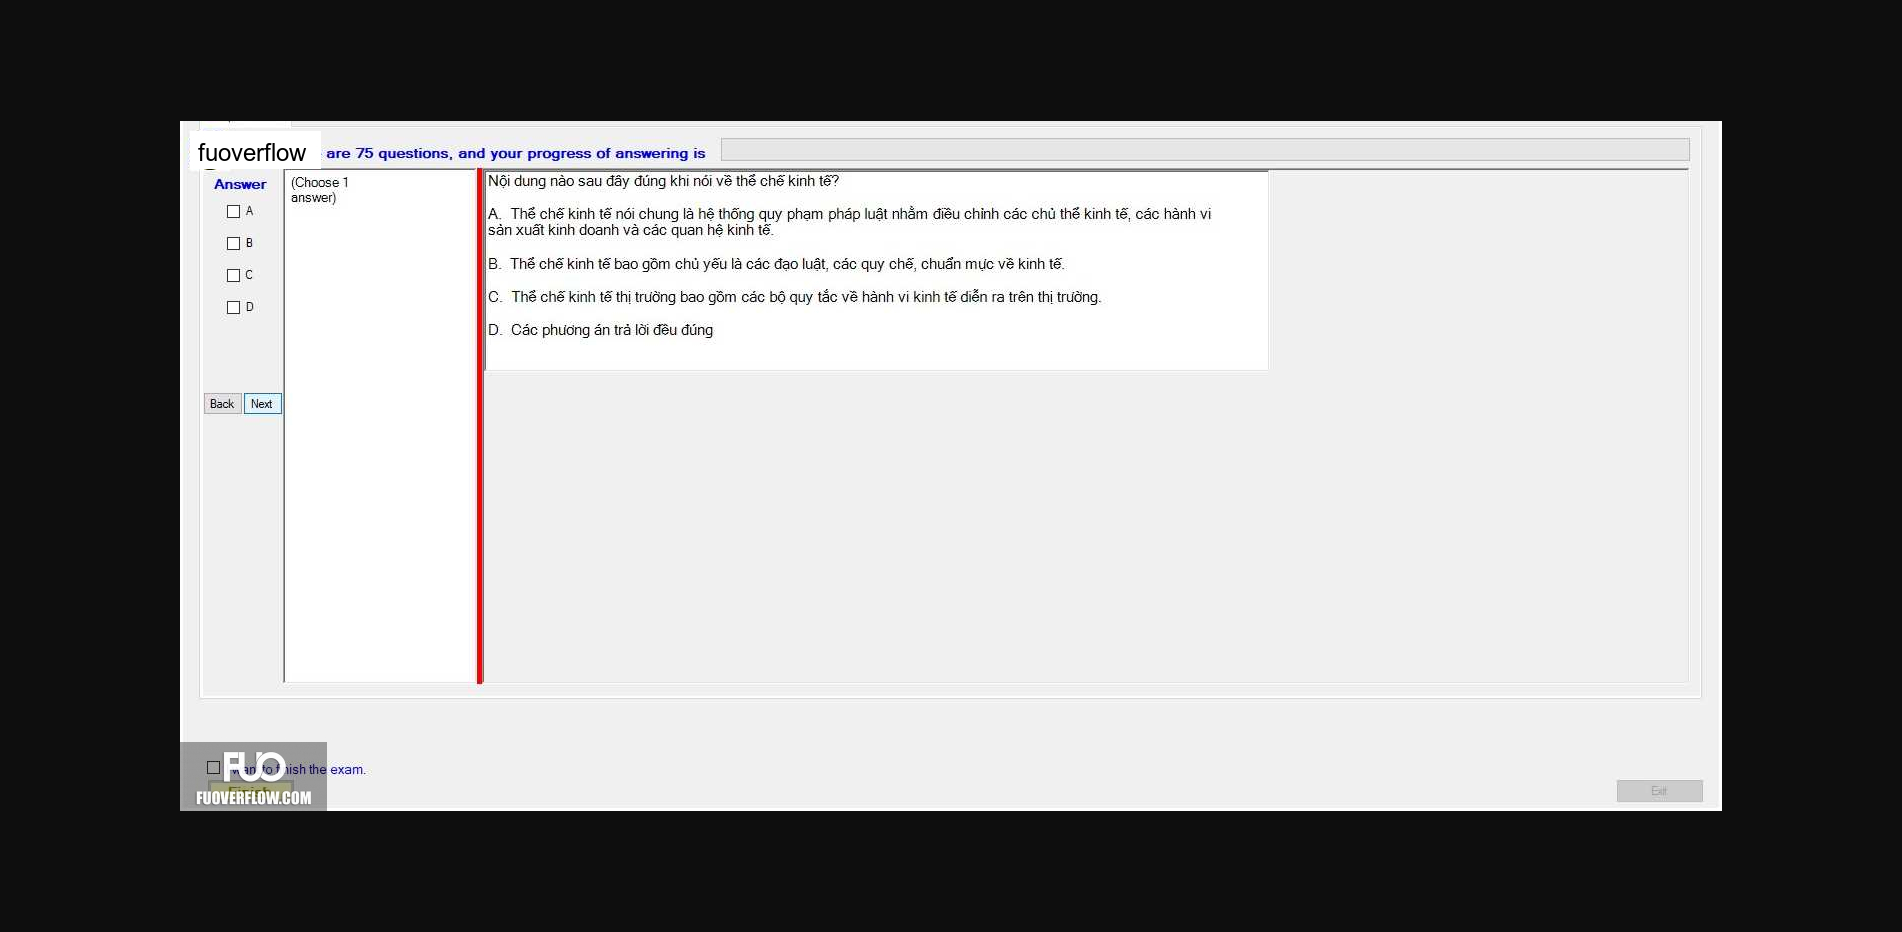 fuoverflow are 75 questions, and your progress of answering is
Answer
A
B
C
D
Back Next
(Choose 1
answer)
Nội dung nào sau đây đúng khi nói về thể chế kinh tế?
A. Thể chế kinh tế nói chung là hệ thống quy phạm pháp luật nhằm điều chỉnh các chủ thể kinh tế, các hành vi
sản xuất kinh doanh và các quan hệ kinh tế.
B. Thể chế kinh tế bao gồm chủ yếu là các đạo luật, các quy chế, chuẩn mực về kinh tế.
C. Thể chế kinh tế thị trường bao gồm các bộ quy tắc về hành vi kinh tế diễn ra trên thị trường.
D. Các phương án trả lời đều đúng
FUO
want to finish the exam.
Finish
FUOVERFLOW.COM
Exit